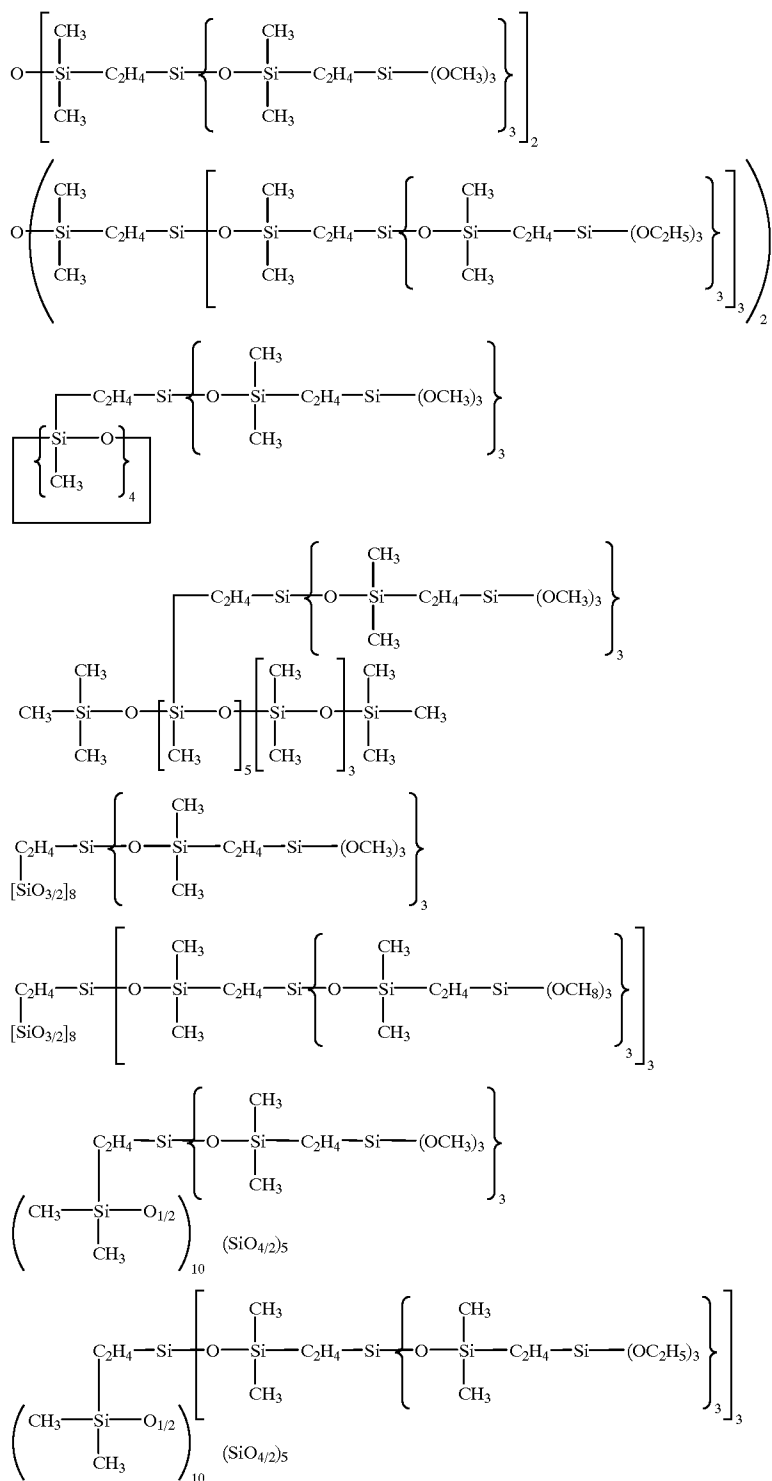 CH₃ CH₃
O Si C₂H₄ Si O Si C₂H₄ Si (OCH₃)₃
CH₃ CH₃ 3 2
CH₃ CH₃ CH₃
O Si C₂H₄ Si O Si C₂H₄ Si O Si C₂H₄ Si (OC₂H₅)₃
CH₃ CH₃ CH₃ 3 3 2
CH₃
C₂H₄ Si O Si C₂H₄ Si (OCH₃)₃
Si O CH₃ 3
CH₃ 4
CH₃
C₂H₄ Si O Si C₂H₄ Si (OCH₃)₃
CH₃ 3
CH₃ CH₃ CH₃
CH₃ Si O Si O Si O Si CH₃
CH₃ CH₃ 5 CH₃ 3 CH₃
CH₃
C₂H₄ Si O Si C₂H₄ Si (OCH₃)₃
[SiO₃/₂]₈ CH₃ 3
CH₃ CH₃
C₂H₄ Si O Si C₂H₄ Si O Si C₂H₄ Si (OCH₈)₃
[SiO₃/₂]₈ CH₃ CH₃ 3 3
CH₃
C₂H₄ Si O Si C₂H₄ Si (OCH₃)₃
CH₃ 3
CH₃ Si O₁/₂
CH₃ 10 (SiO₄/₂)₅
CH₃ CH₃
C₂H₄ Si O Si C₂H₄ Si O Si C₂H₄ Si (OC₂H₅)₃
CH₃ CH₃ 3 3
CH₃ Si O₁/₂
CH₃ 10 (SiO₄/₂)₅